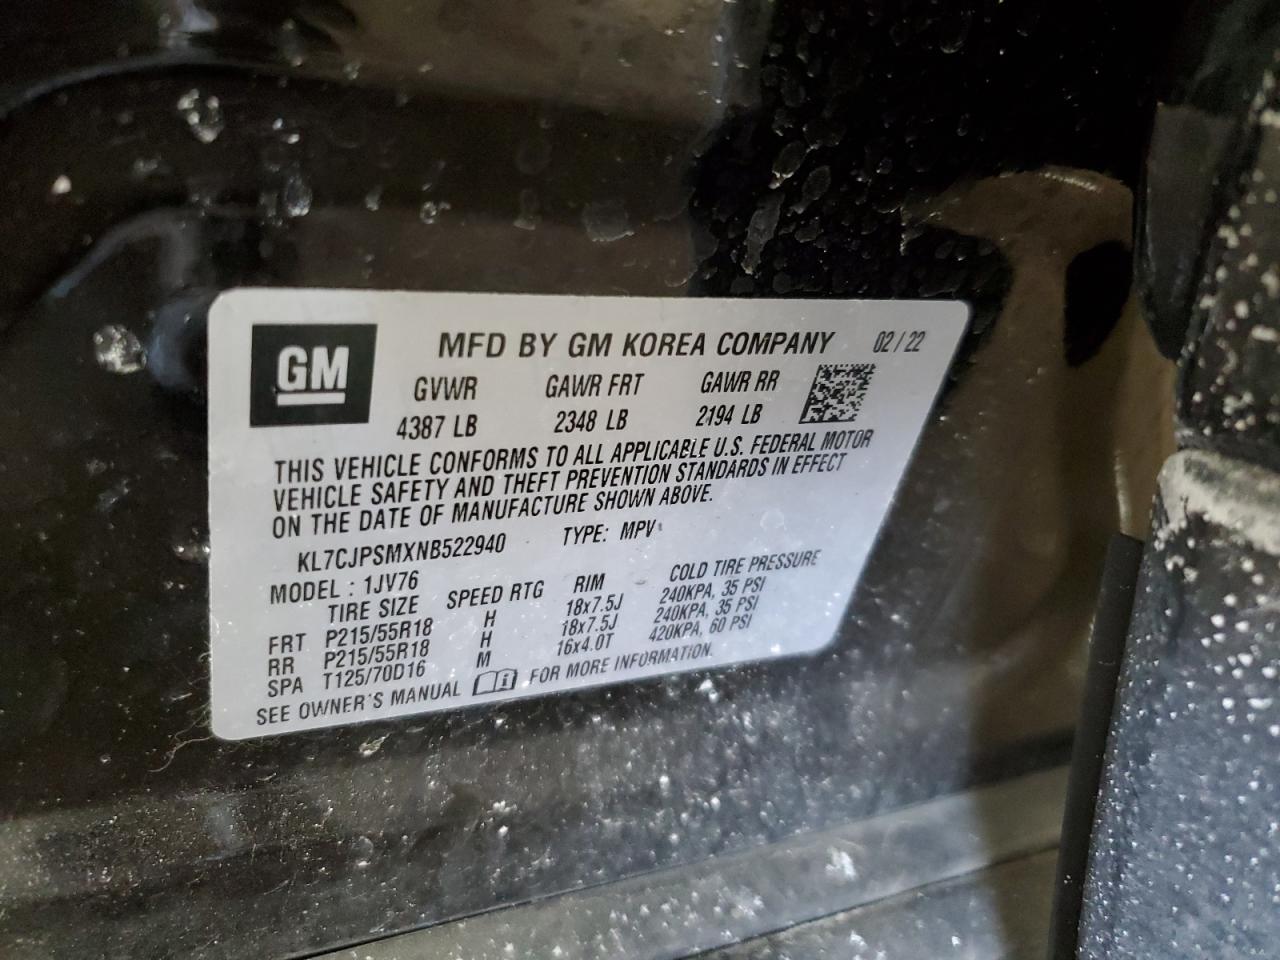 GM
MFD BY GM KOREA COMPANY 02/22
GVWR GAWR FRT GAWR RR
4387 LB 2348 LB 2194 LB
THIS VEHICLE CONFORMS TO ALL APPLICABLE U.S. FEDERAL MOTOR
VEHICLE SAFETY AND THEFT PREVENTION STANDARDS IN EFFECT
ON THE DATE OF MANUFACTURE SHOWN ABOVE.
KL7CJPSMXNB522940 TYPE: MPV
MODEL : 1JV76
TIRE SIZE SPEED RTG RIM COLD TIRE PRESSURE
FRT P215/55R18 H 18x7.5J 240KPA, 35 PSI
RR P215/55R18 H 18x7.5J 240KPA, 35 PSI
SPA T125/70D16 M 16x4.0T 420KPA, 60 PSI
SEE OWNER'S MANUAL FOR MORE INFORMATION.